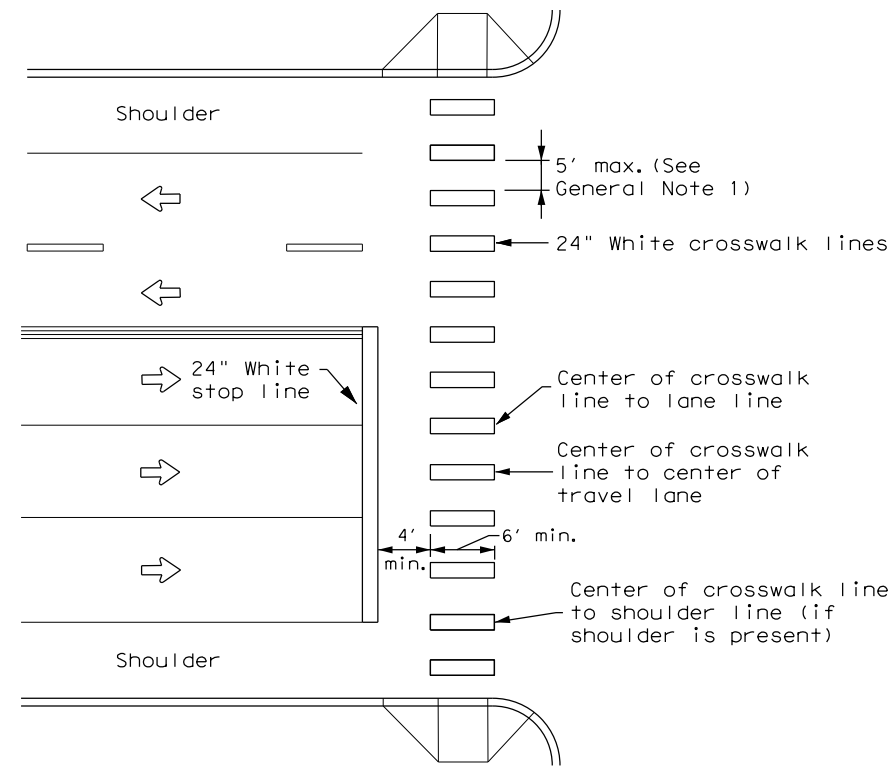 Shoulder
5' max. (See
General Note 1)
24" White crosswalk lines
24" White
stop line
Center of crosswalk
line to lane line
Center of crosswalk
line to center of
travel lane
4'
min.
6' min.
Center of crosswalk line
to shoulder line (if
shoulder is present)
Shoulder